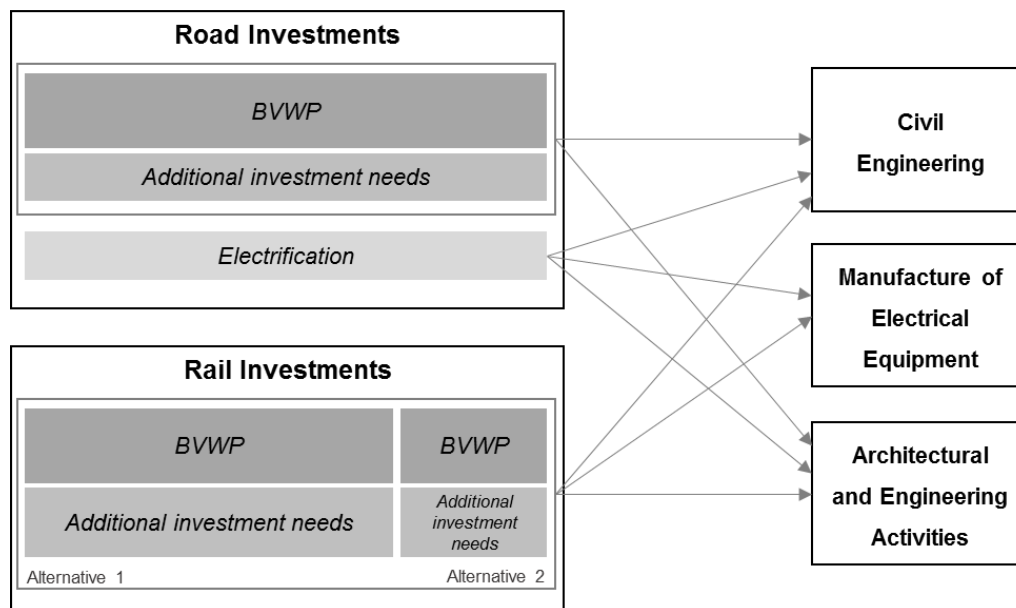 Road Investments
BVWP
Additional investment needs
Electrification
Rail Investments
BVWP
Additional investment needs
Alternative 1
BVWP
Additional
investment
needs
Alternative 2
Civil
Engineering
Manufacture of
Electrical
Equipment
Architectural
and Engineering
Activities